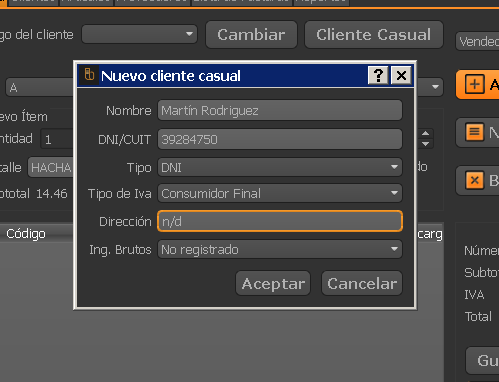 go del cliente Cambiar Cliente Casual
Vended
Nuevo cliente casual ? X
A
Nombre Martín Rodriguez
evo Ítem
DNI/CUIT 39284750
ntidad 1
Tipo DNI
talle HACHA
do
Tipo de Iva Consumidor Final
btotal 14.46
Dirección n/d
Código
carg
Ing. Brutos No registrado
Númer
Aceptar Cancelar
Subto
IVA
Total
Gu